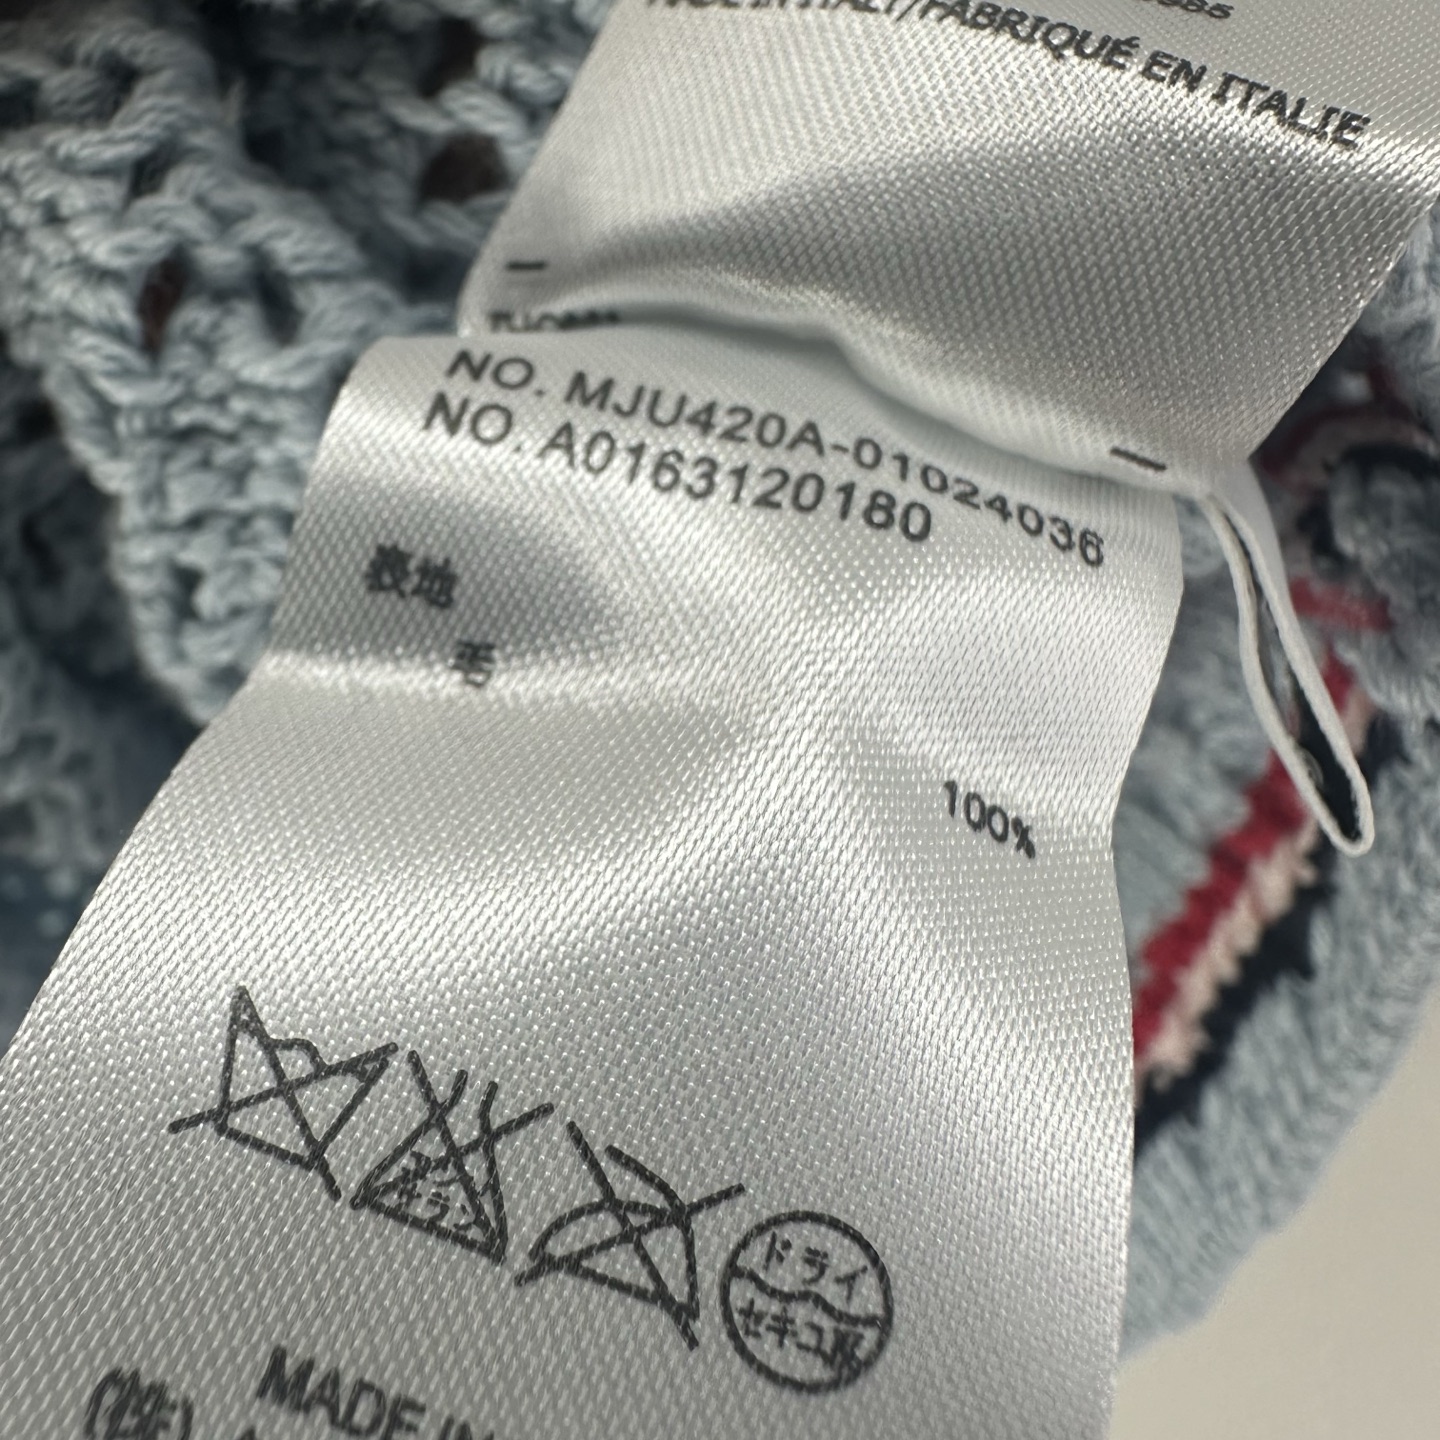 FABRIQUÉ EN ITALIE
NO. MJU420A-01024036
NO. A0163120180
表地
毛
100%
ドライ
セキユ系
MADE IN